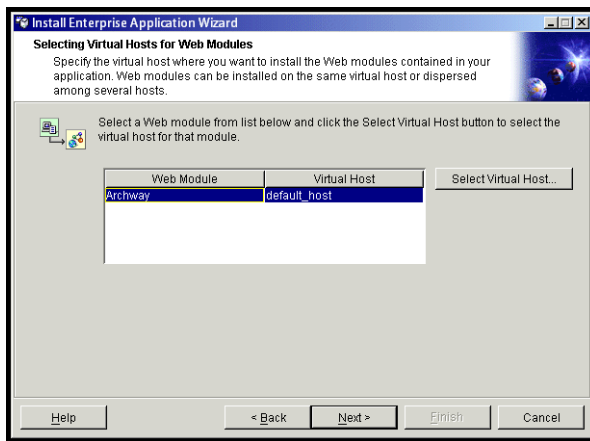 Install Enterprise Application Wizard
Selecting Virtual Hosts for Web Modules
Specify the virtual host where you want to install the Web modules contained in your
application. Web modules can be installed on the same virtual host or dispersed
among several hosts.
Select a Web module from list below and click the Select Virtual Host button to select the
virtual host for that module.
Web Module Virtual Host Select Virtual Host...
Archway default_host
Help < Back Next > Finish Cancel